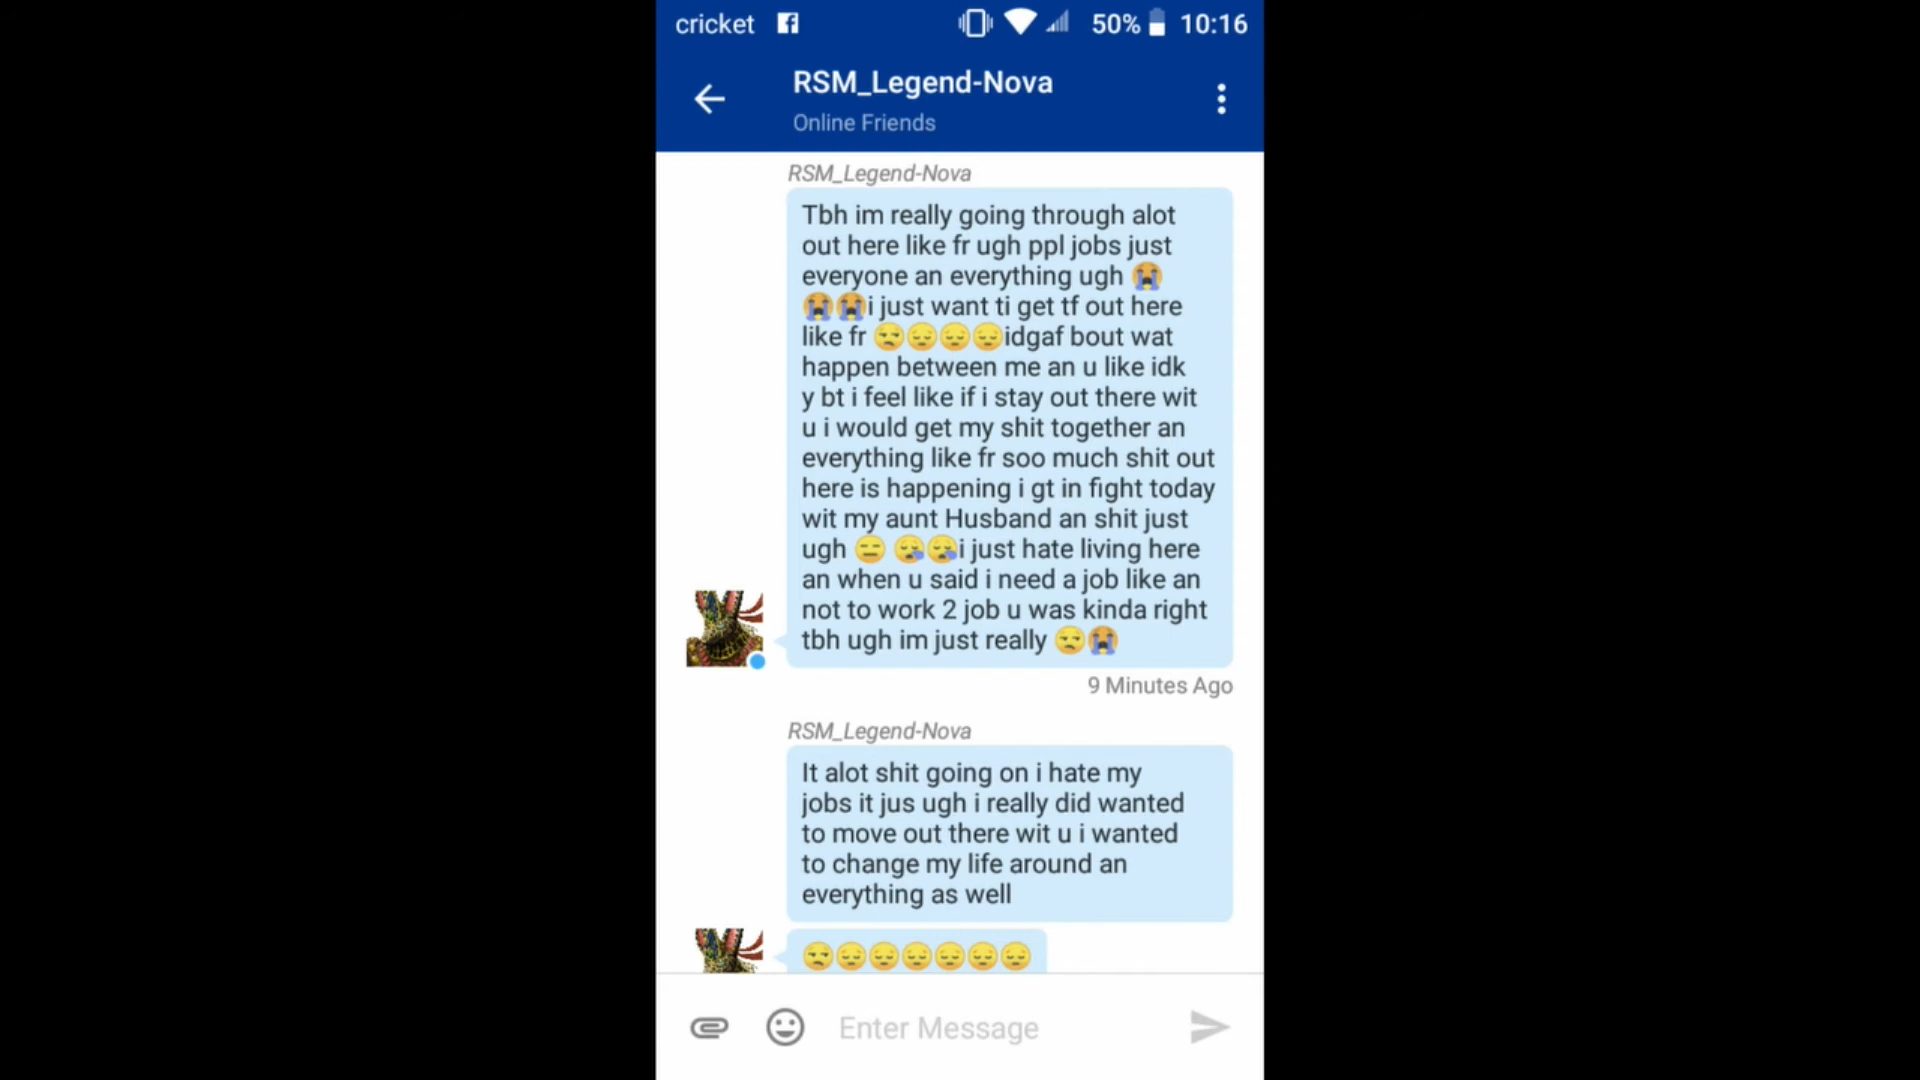 cricket 50% 10:16
RSM_Legend-Nova
Online Friends
RSM_Legend-Nova
Tbh im really going through alot
out here like fr ugh ppl jobs just
everyone an everything ugh 😭
😭😭i just want ti get tf out here
like fr 😒😔😔😔idgaf bout wat
happen between me an u like idk
y bt i feel like if i stay out there wit
u i would get my shit together an
everything like fr soo much shit out
here is happening i gt in fight today
wit my aunt Husband an shit just
ugh 😑 😪😪i just hate living here
an when u said i need a job like an
not to work 2 job u was kinda right
tbh ugh im just really 😒😭
9 Minutes Ago
RSM_Legend-Nova
It alot shit going on i hate my
jobs it jus ugh i really did wanted
to move out there wit u i wanted
to change my life around an
everything as well
😒😔😔😔😔😔😔
Enter Message